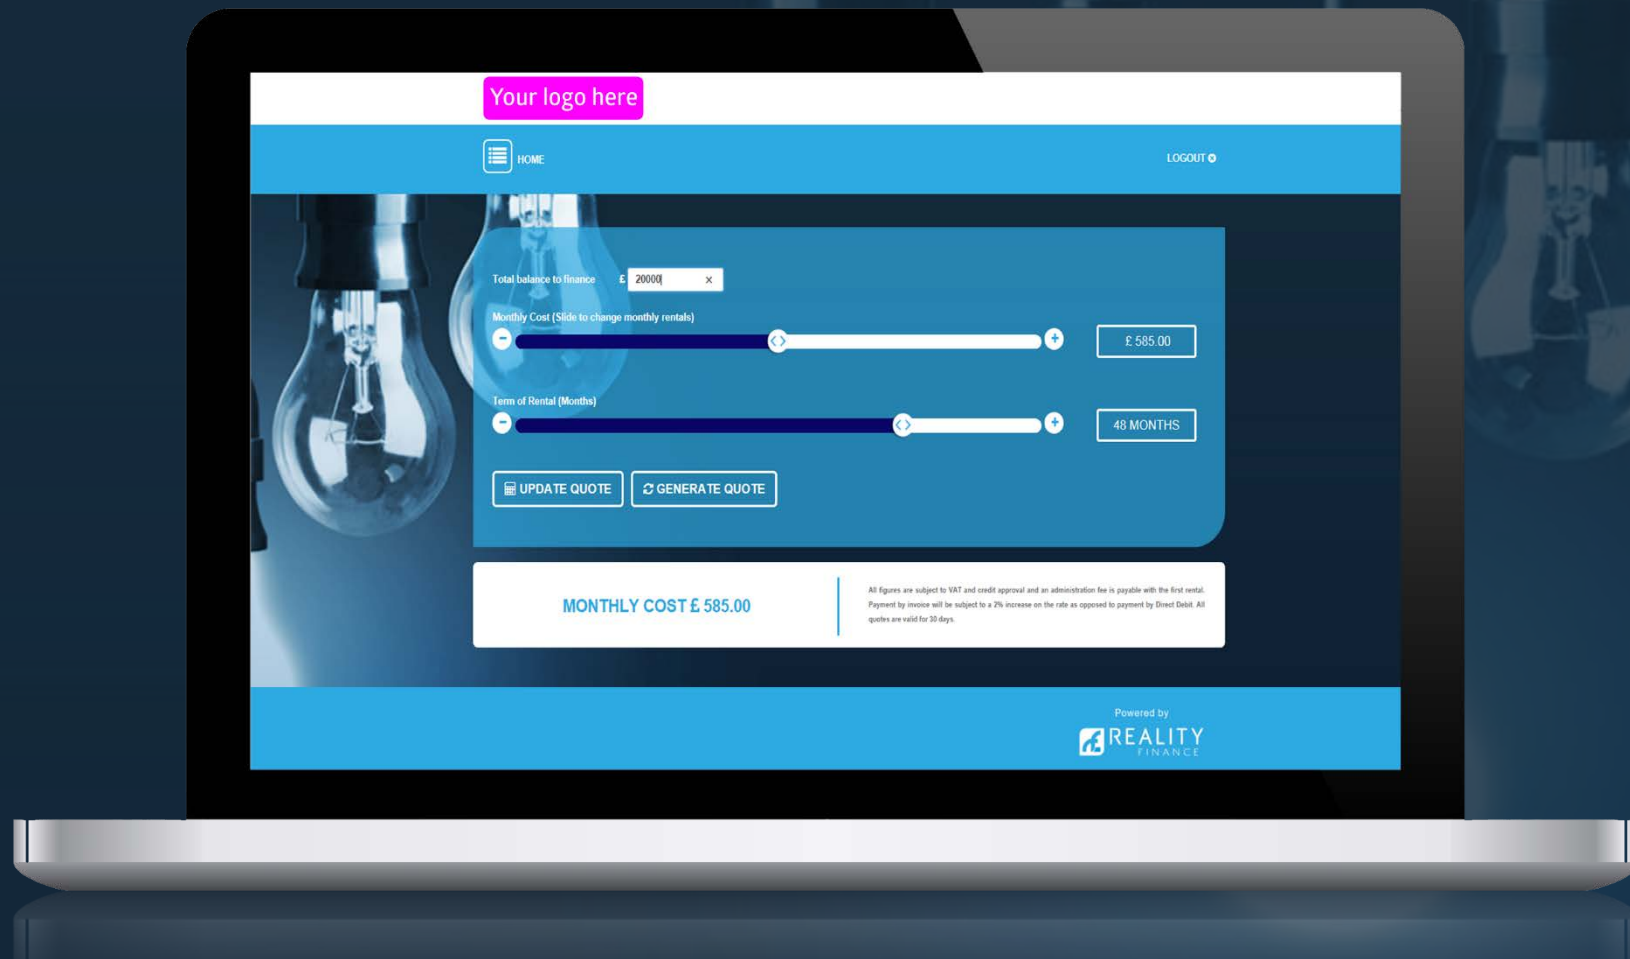 Your logo here
HOME
LOGOUT
Total balance to finance £ 20000
Monthly Cost (Slide to change monthly rentals)
£ 585.00
Term of Rental (Months)
48 MONTHS
UPDATE QUOTE
GENERATE QUOTE
MONTHLY COST £ 585.00
All figures are subject to VAT and credit approval and an administration fee is payable with the first rental.
Payment by invoice will be subject to a 2% increase on the rate as opposed to payment by Direct Debit. All
quotes are valid for 30 days.
Powered by
REALITY
FINANCE